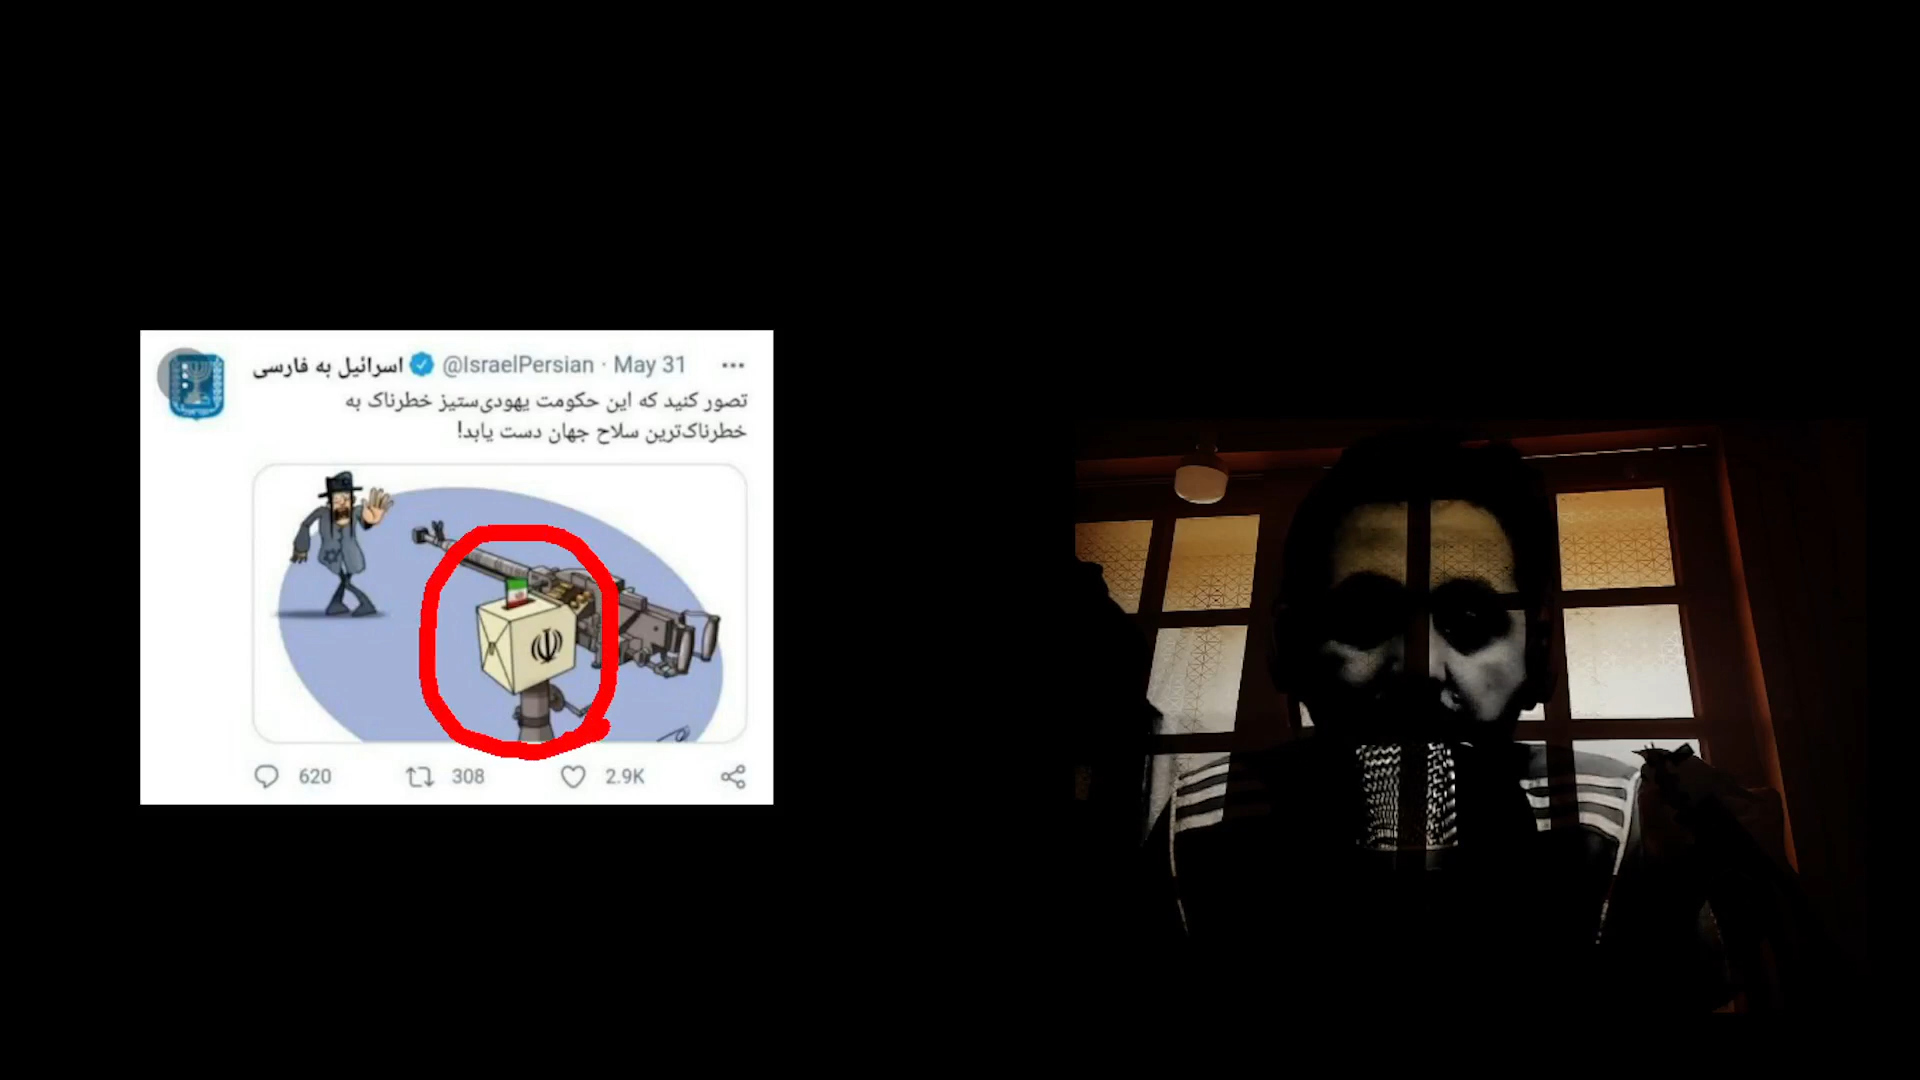 اسرائیل به فارسی @IsraelPersian · May 31
تصور کنید که این حکومت یهودی‌ستیز خطرناک به
خطرناک‌ترین سلاح جهان دست یابد!
620 308 2.9K